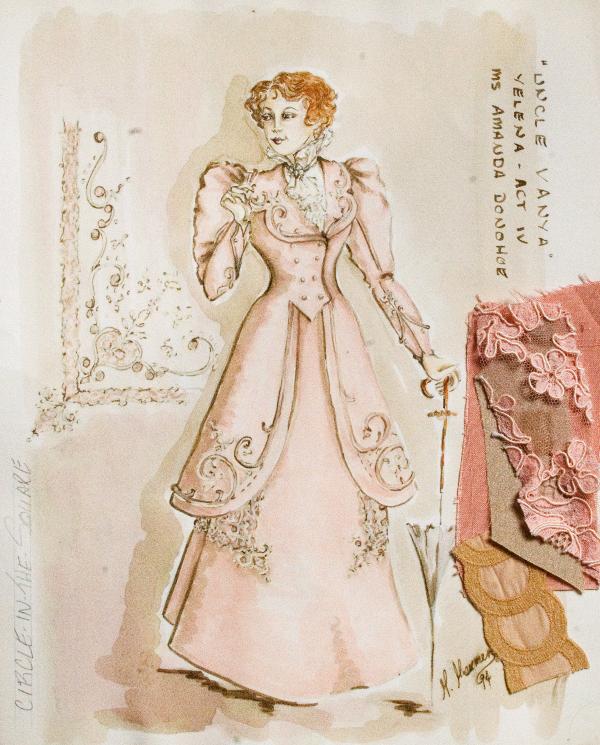 "UNCLE VANYA"
YELENA - ACT IV
MS AMANDA DONOHOE
CIRCLE-IN-THE-SQUARE
94